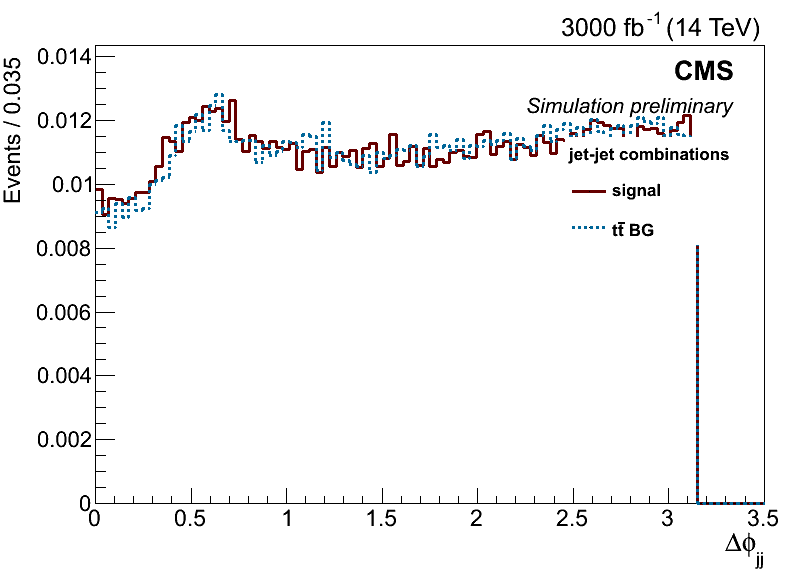 3000 fb-1 (14 TeV)
CMS
Simulation preliminary
jet-jet combinations
signal
tt̄ BG
Events / 0.035
0.014
0.012
0.01
0.008
0.006
0.004
0.002
0
0 0.5 1 1.5 2 2.5 3 3.5
Δϕjj